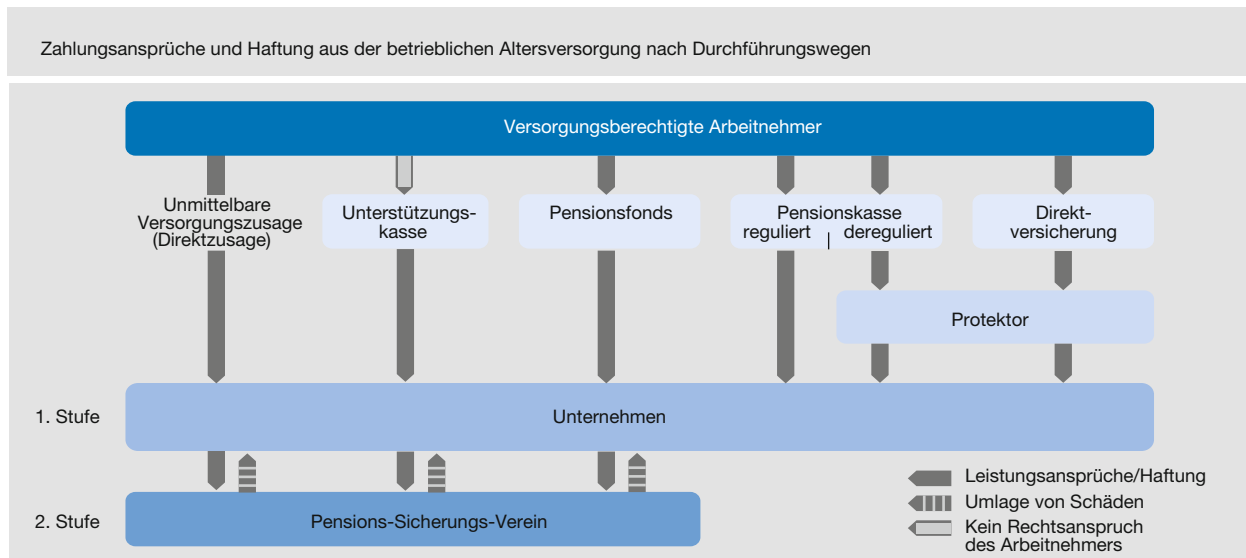 Zahlungsansprüche und Haftung aus der betrieblichen Altersversorgung nach Durchführungswegen
Versorgungsberechtigte Arbeitnehmer
Unmittelbare
Versorgungszusage
(Direktzusage)
Unterstützungs-
kasse
Pensionsfonds
Pensionskasse
reguliert | dereguliert
Direkt-
versicherung
Protektor
1. Stufe
Unternehmen
2. Stufe
Pensions-Sicherungs-Verein
Leistungsansprüche/Haftung
Umlage von Schäden
Kein Rechtsanspruch
des Arbeitnehmers